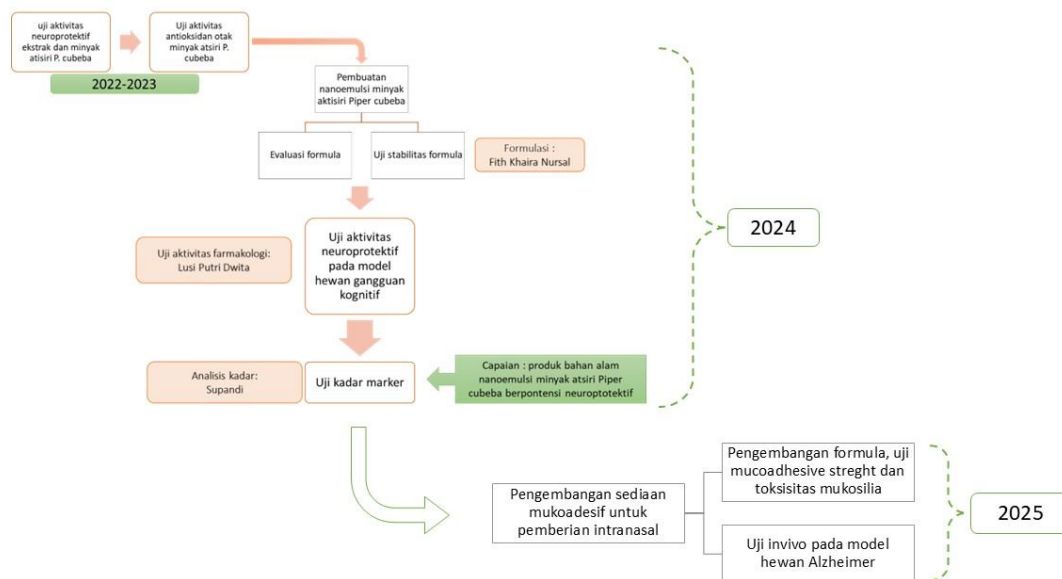 uji aktivitas
neuroprotektif
ekstrak dan minyak
atisiri P. cubeba
Uji aktivitas
antioksidan otak
minyak atsiri P.
cubeba
2022-2023
Pembuatan
nanoemulsi minyak
aktisiri Piper cubeba
Evaluasi formula
Uji stabilitas formula
Formulasi :
Fith Khaira Nursal
2024
Uji aktivitas farmakologi:
Lusi Putri Dwita
Uji aktivitas
neuroprotektif
pada model
hewan gangguan
kognitif
Analisis kadar:
Supandi
Uji kadar marker
Capaian : produk bahan alam
nanoemulsi minyak atsiri Piper
cubeba berpotensi neuroptotektif
Pengembangan sediaan
mukoadesif untuk
pemberian intranasal
Pengembangan formula, uji
mucoadhesive streght dan
toksisitas mukosilia
Uji invivo pada model
hewan Alzheimer
2025